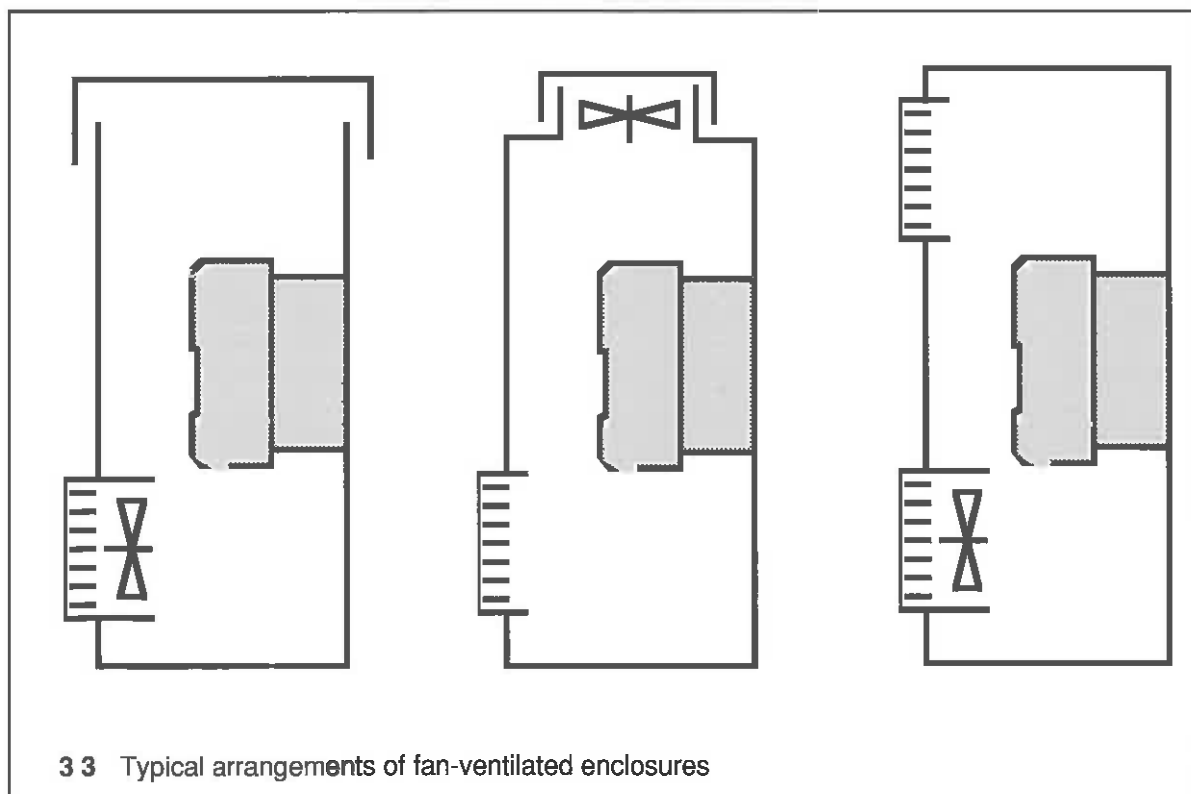 3 3 Typical arrangements of fan-ventilated enclosures